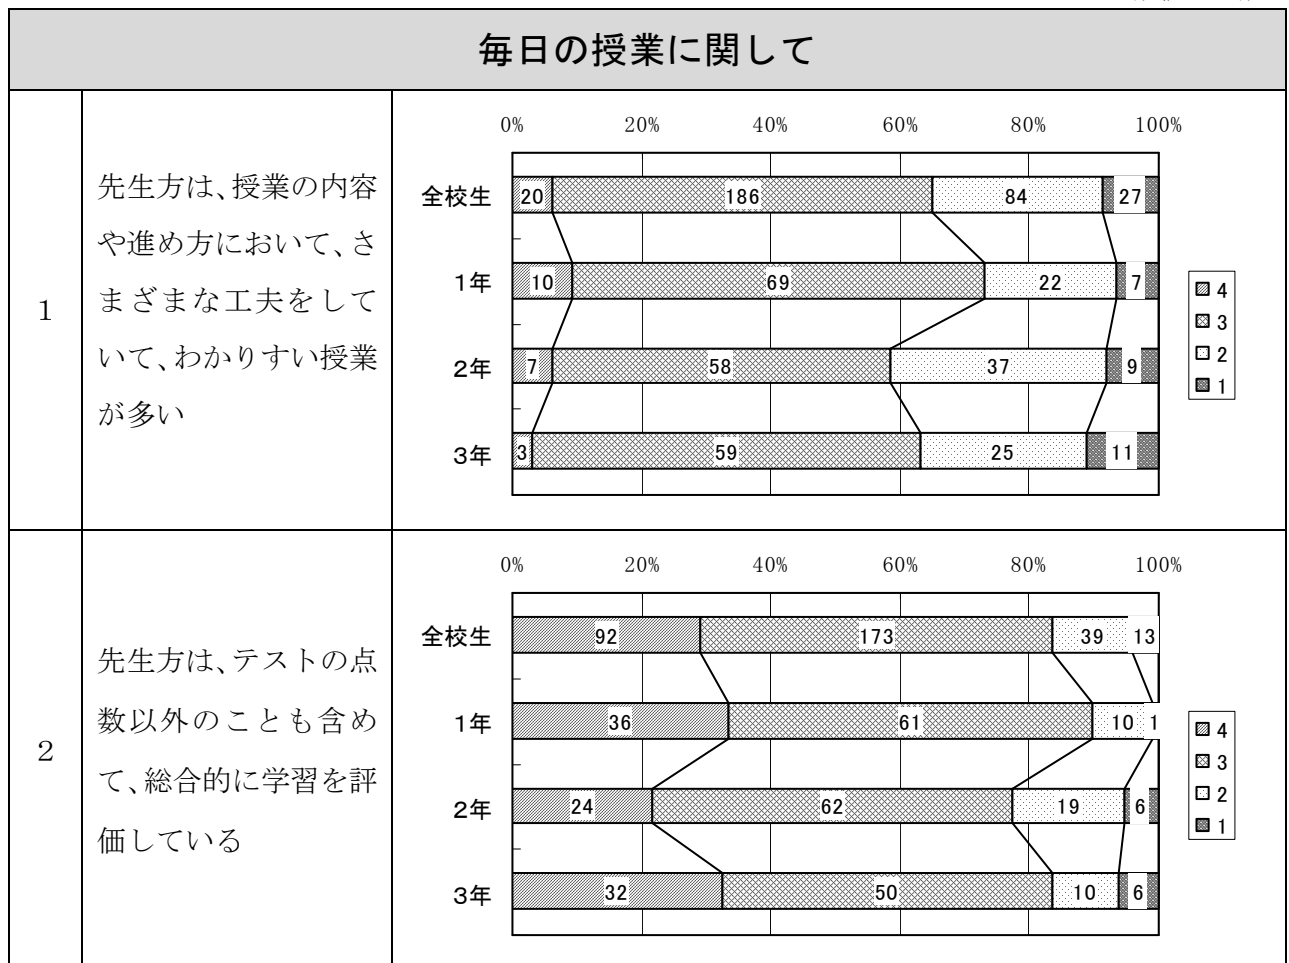 毎日の授業に関して
1
先生方は、授業の内容
や進め方において、さ
まざまな工夫をして
いて、わかりすい授業
が多い
0% 20% 40% 60% 80% 100%
全校生 20 186 84 27
1年 10 69 22 7
2年 7 58 37 9
3年 3 59 25 11
4
3
2
1
2
先生方は、テストの点
数以外のことも含め
て、総合的に学習を評
価している
0% 20% 40% 60% 80% 100%
全校生 92 173 39 13
1年 36 61 10 1
2年 24 62 19 6
3年 32 50 10 6
4
3
2
1